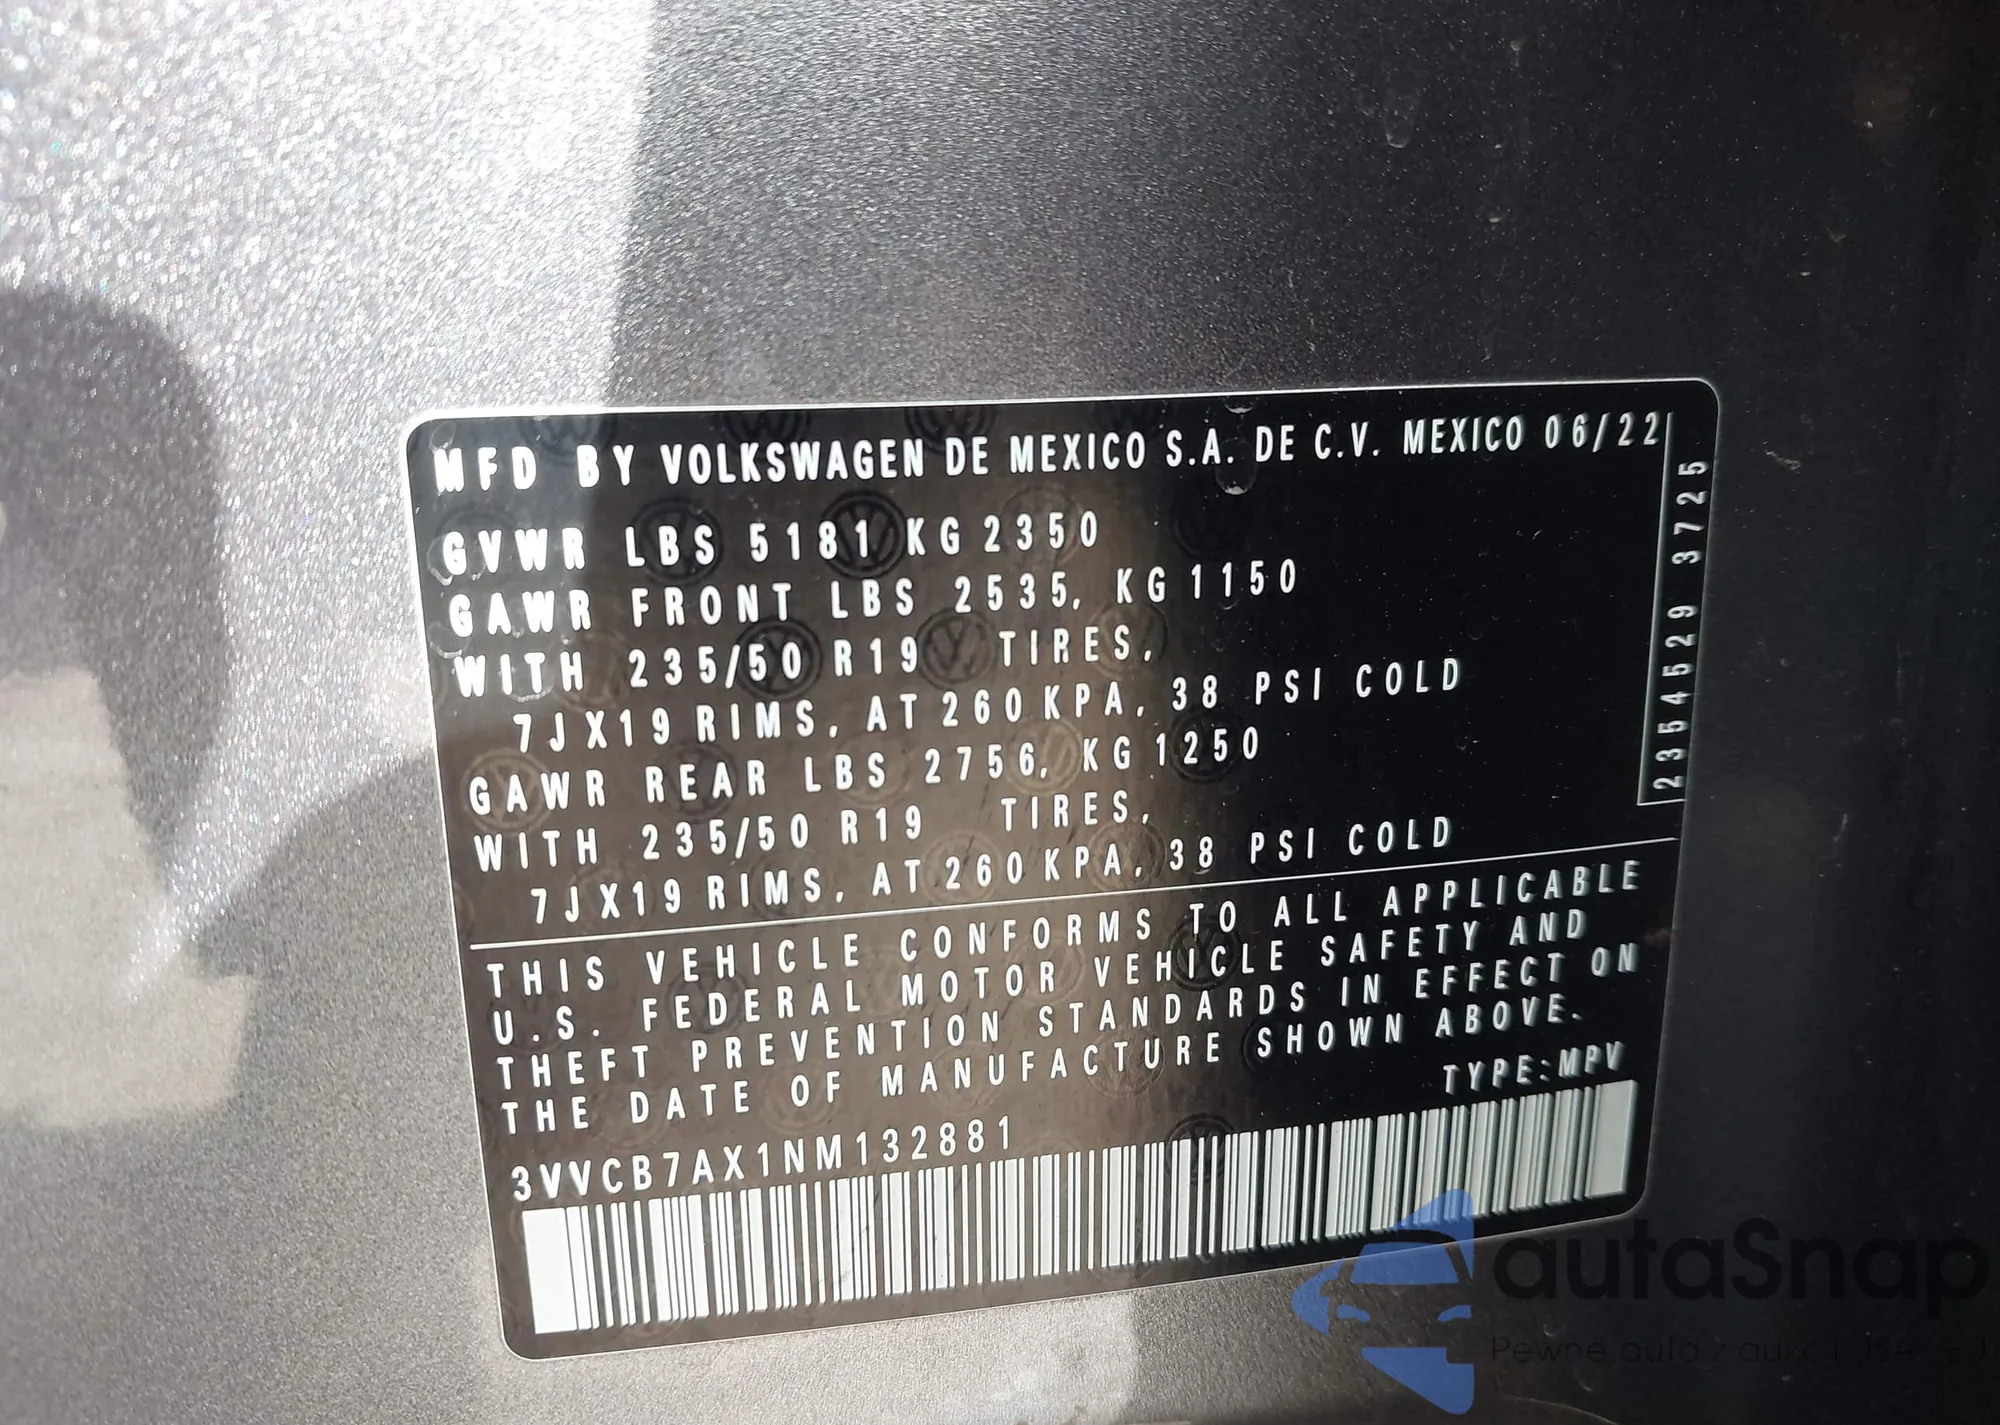 MFD BY VOLKSWAGEN DE MEXICO S.A. DE C.V. MEXICO 06/22
GVWR LBS 5181 KG 2350
GAWR FRONT LBS 2535, KG 1150
WITH 235/50 R19 TIRES,
7JX19 RIMS, AT 260 KPA, 38 PSI COLD
GAWR REAR LBS 2756, KG 1250
WITH 235/50 R19 TIRES,
7JX19 RIMS, AT 260 KPA, 38 PSI COLD
2354529 3725
THIS VEHICLE CONFORMS TO ALL APPLICABLE
U.S. FEDERAL MOTOR VEHICLE SAFETY AND
THEFT PREVENTION STANDARDS IN EFFECT ON
THE DATE OF MANUFACTURE SHOWN ABOVE.
TYPE:MPV
3VVCB7AX1NM132881
autaSnap
Pewne auta z